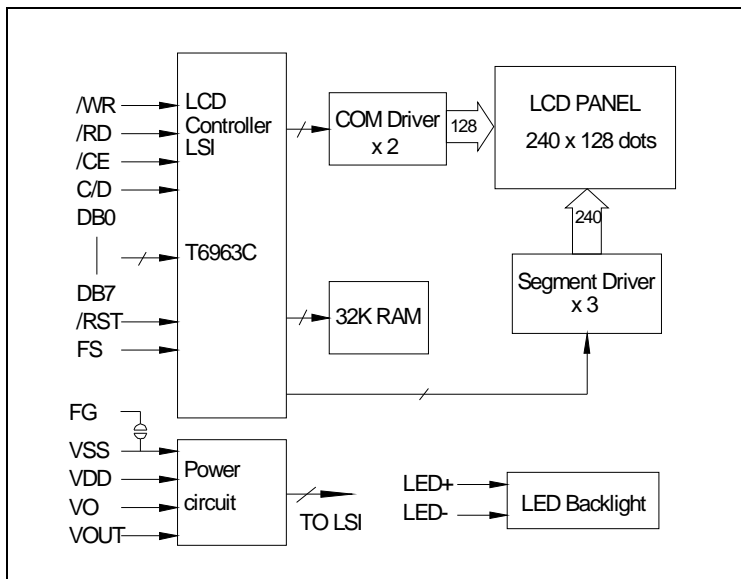 /WR
/RD
/CE
C/D
DB0
DB7
/RST
FS
LCD
Controller
LSI
T6963C
COM Driver
x 2
128
LCD PANEL
240 x 128 dots
240
Segment Driver
x 3
32K RAM
FG
VSS
VDD
VO
VOUT
Power
circuit
TO LSI
LED+
LED-
LED Backlight